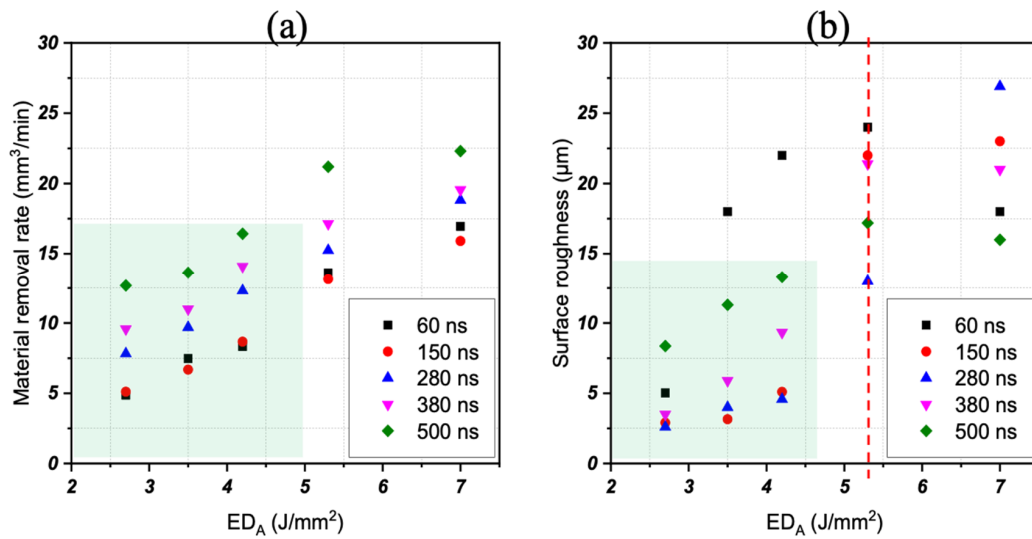 (a)
30
25
20
15
10
5
0
Material removal rate (mm³/min)
2 3 4 5 6 7
ED_A (J/mm²)
60 ns
150 ns
280 ns
380 ns
500 ns
(b)
30
25
20
15
10
5
0
Surface roughness (µm)
2 3 4 5 6 7
ED_A (J/mm²)
60 ns
150 ns
280 ns
380 ns
500 ns